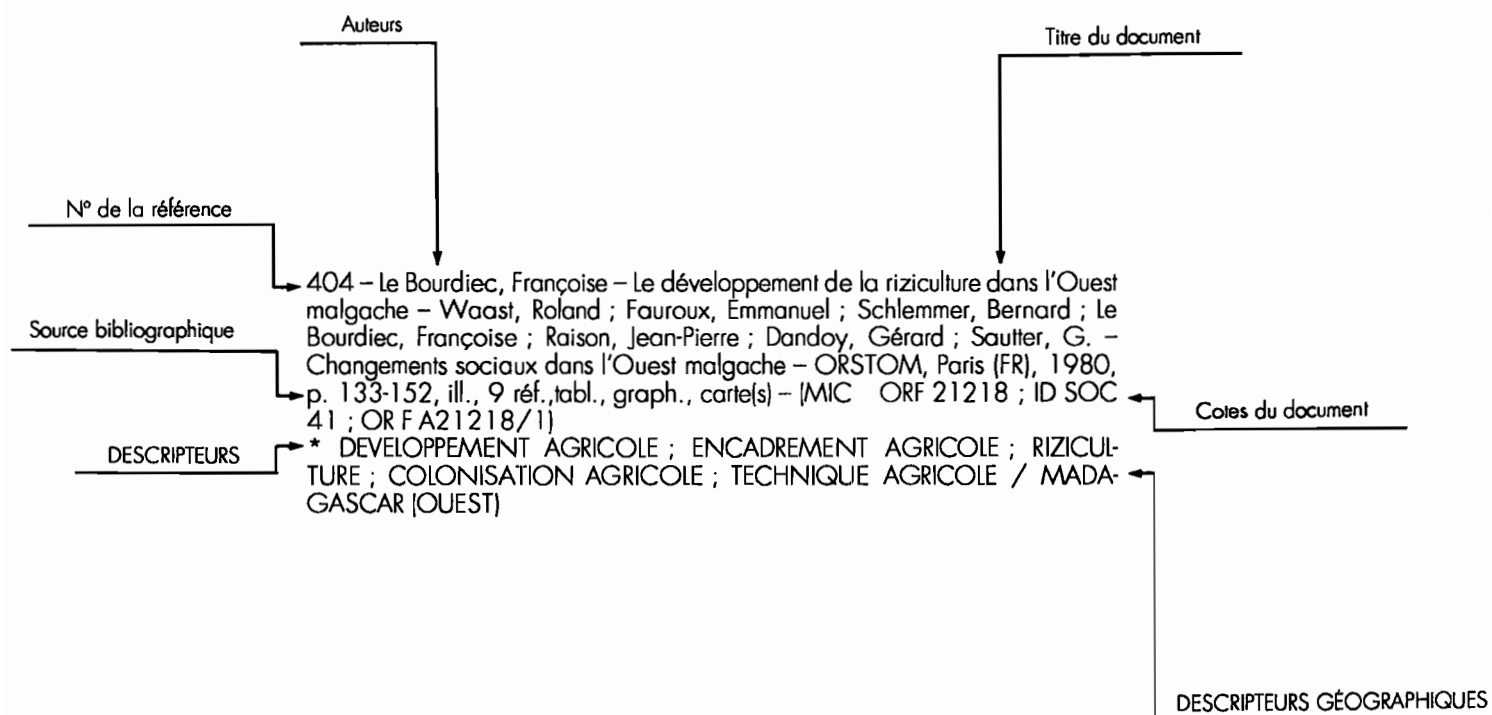 Auteurs
Titre du document
N° de la référence
404 – Le Bourdiec, Françoise – Le développement de la riziculture dans l'Ouest
malgache – Waast, Roland ; Fauroux, Emmanuel ; Schlemmer, Bernard ; Le
Source bibliographique
Bourdiec, Françoise ; Raison, Jean-Pierre ; Dandoy, Gérard ; Sautter, G. –
Changements sociaux dans l'Ouest malgache – ORSTOM, Paris (FR), 1980,
p. 133-152, ill., 9 réf.,tabl., graph., carte(s) – (MIC ORF 21218 ; ID SOC
Cotes du document
41 ; OR F A21218/1)
DESCRIPTEURS
* DEVELOPPEMENT AGRICOLE ; ENCADREMENT AGRICOLE ; RIZICUL-
TURE ; COLONISATION AGRICOLE ; TECHNIQUE AGRICOLE / MADA-
GASCAR (OUEST)
DESCRIPTEURS GÉOGRAPHIQUES